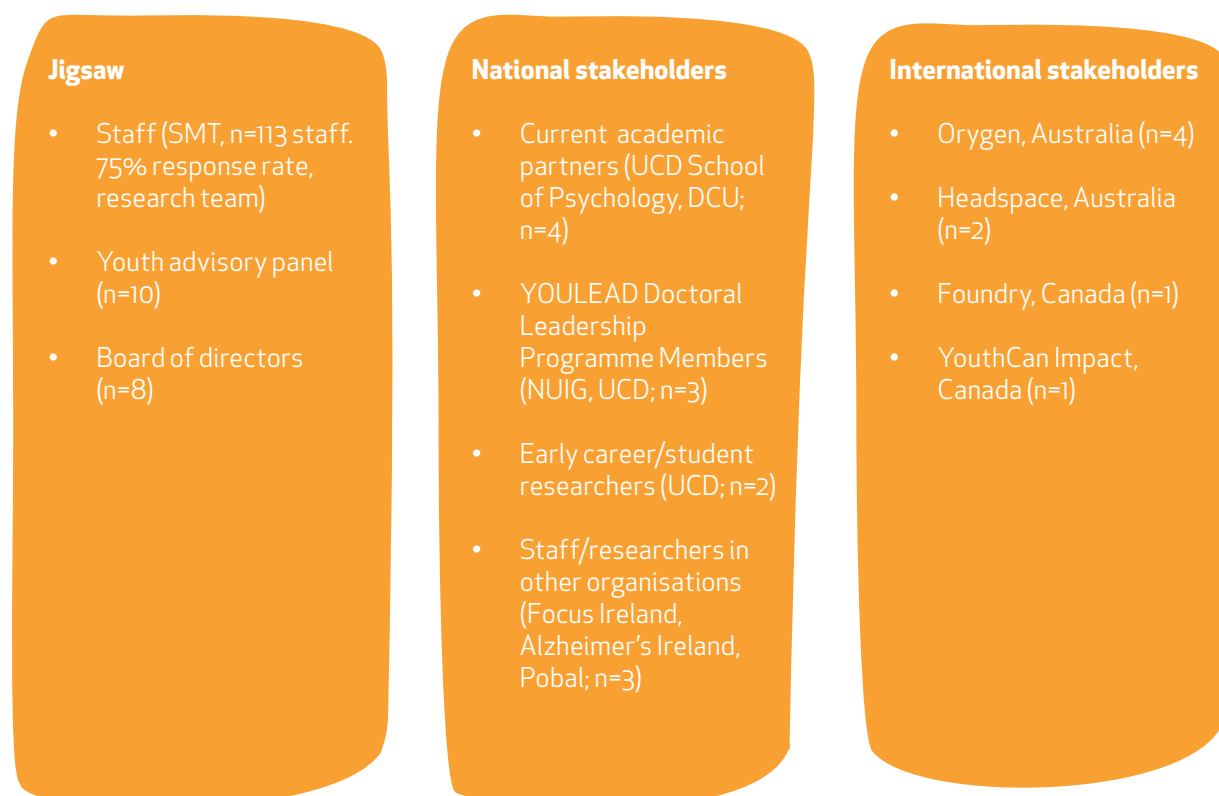 Jigsaw
• Staff (SMT, n=113 staff.
75% response rate,
research team)
• Youth advisory panel
(n=10)
• Board of directors
(n=8)
National stakeholders
• Current academic
partners (UCD School
of Psychology, DCU;
n=4)
• YOULEAD Doctoral
Leadership
Programme Members
(NUIG, UCD; n=3)
• Early career/student
researchers (UCD; n=2)
• Staff/researchers in
other organisations
(Focus Ireland,
Alzheimer's Ireland,
Pobal; n=3)
International stakeholders
• Orygen, Australia (n=4)
• Headspace, Australia
(n=2)
• Foundry, Canada (n=1)
• YouthCan Impact,
Canada (n=1)